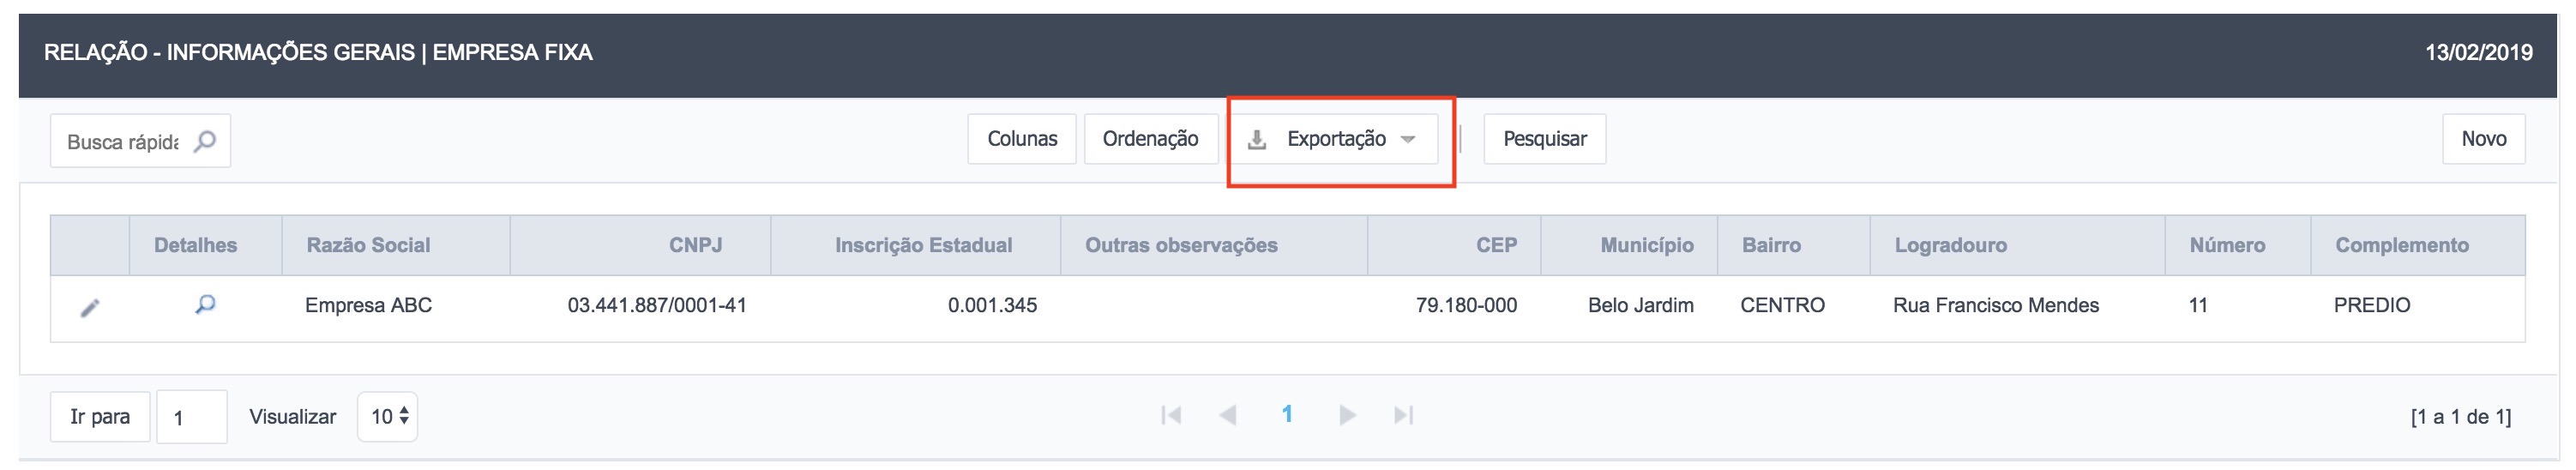 RELAÇÃO - INFORMAÇÕES GERAIS | EMPRESA FIXA 13/02/2019
Busca rápida Colunas Ordenação Exportação | Pesquisar Novo
Detalhes Razão Social CNPJ Inscrição Estadual Outras observações CEP Município Bairro Logradouro Número Complemento
Empresa ABC 03.441.887/0001-41 0.001.345 79.180-000 Belo Jardim CENTRO Rua Francisco Mendes 11 PREDIO
Ir para 1 Visualizar 10 1 [1 a 1 de 1]